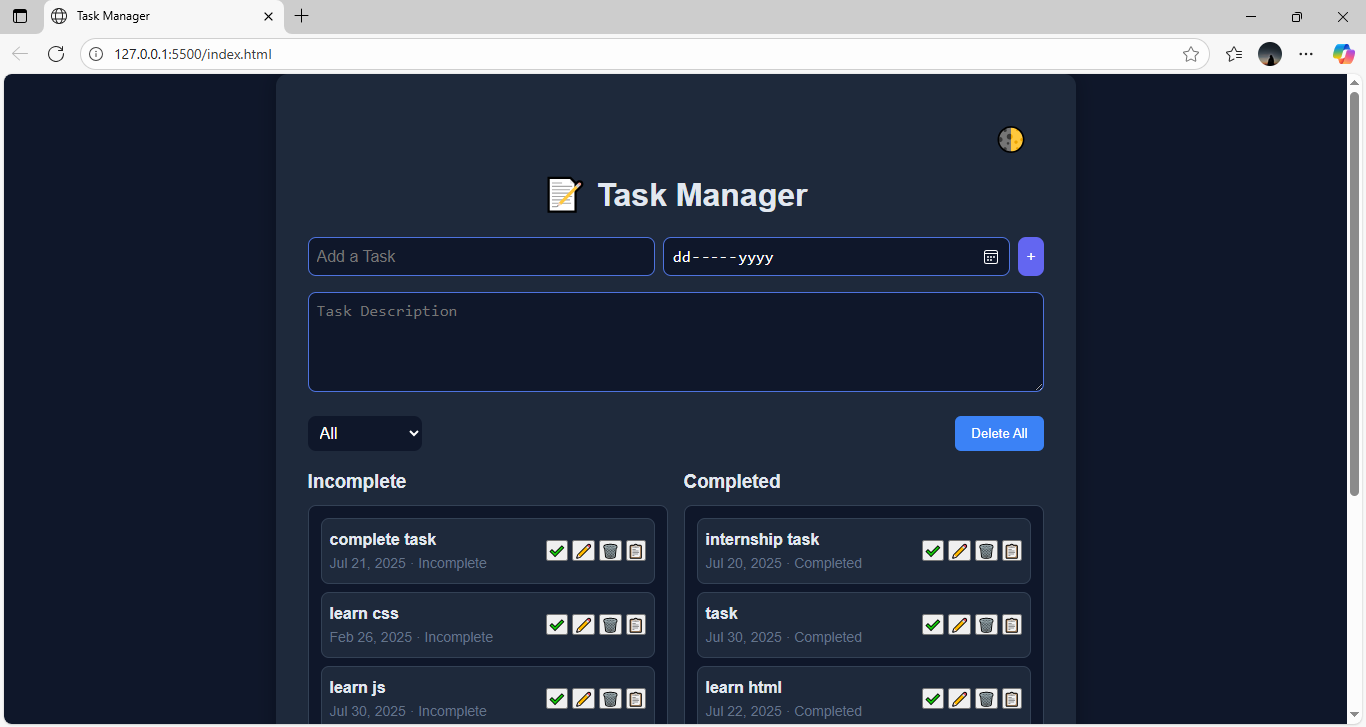 Task Manager
127.0.0.1:5500/index.html
Task Manager
Add a Task
dd-----yyyy
+
Task Description
All
Delete All
Incomplete
Completed
complete task
Jul 21, 2025 · Incomplete
internship task
Jul 20, 2025 · Completed
learn css
Feb 26, 2025 · Incomplete
task
Jul 30, 2025 · Completed
learn js
Jul 30, 2025 · Incomplete
learn html
Jul 22, 2025 · Completed